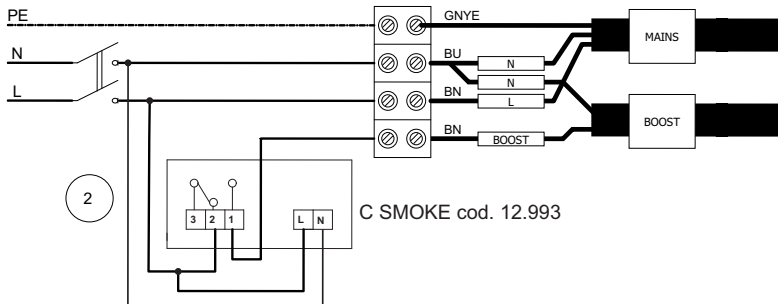 PE
GNYE
MAINS
N
BU
N
N
L
BN
L
BOOST
BN
BOOST
2
3 2 1
L N
C SMOKE cod. 12.993